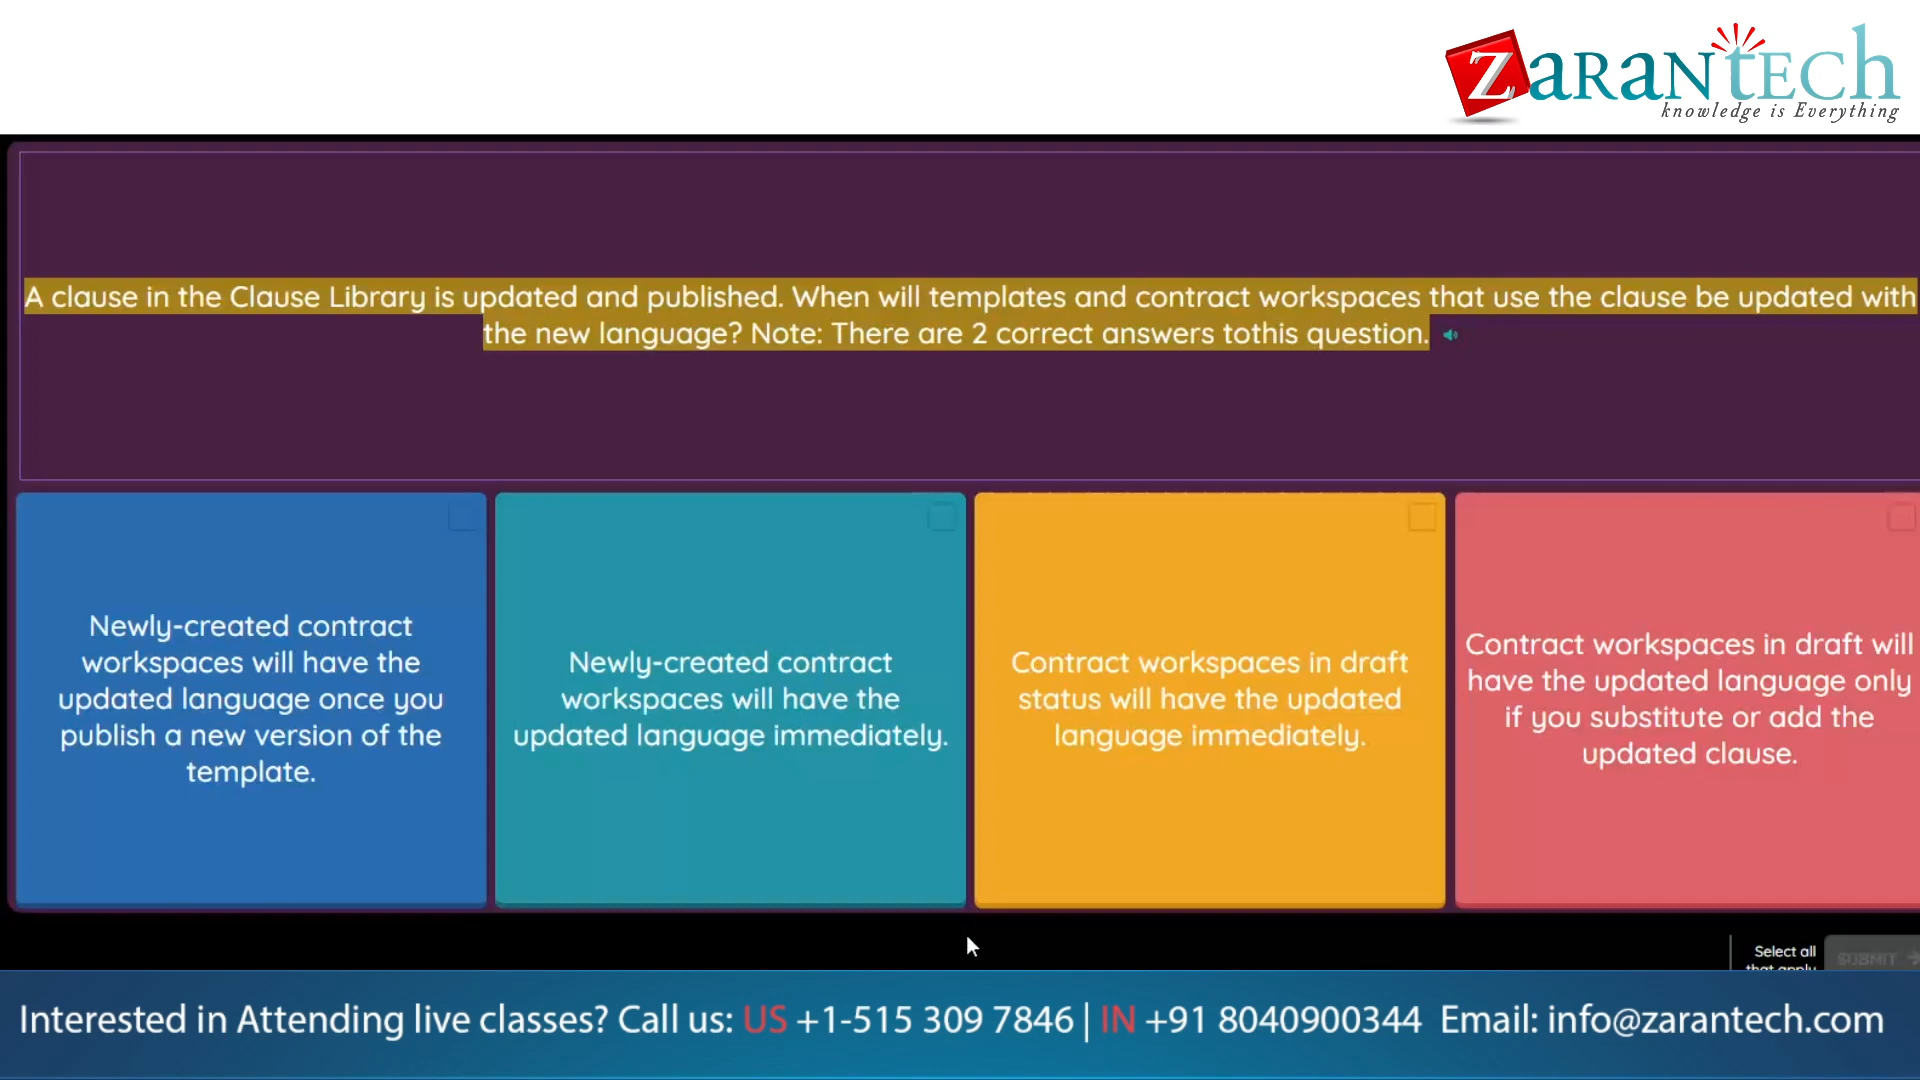 ZARANTECH
knowledge is Everything
A clause in the Clause Library is updated and published. When will templates and contract workspaces that use the clause be updated with
the new language? Note: There are 2 correct answers tothis question.
Newly-created contract
workspaces will have the
updated language once you
publish a new version of the
template.
Newly-created contract
workspaces will have the
updated language immediately.
Contract workspaces in draft
status will have the updated
language immediately.
Contract workspaces in draft will
have the updated language only
if you substitute or add the
updated clause.
Select all
that apply
SUBMIT
Interested in Attending live classes? Call us: US +1-515 309 7846 | IN +91 8040900344 Email: info@zarantech.com